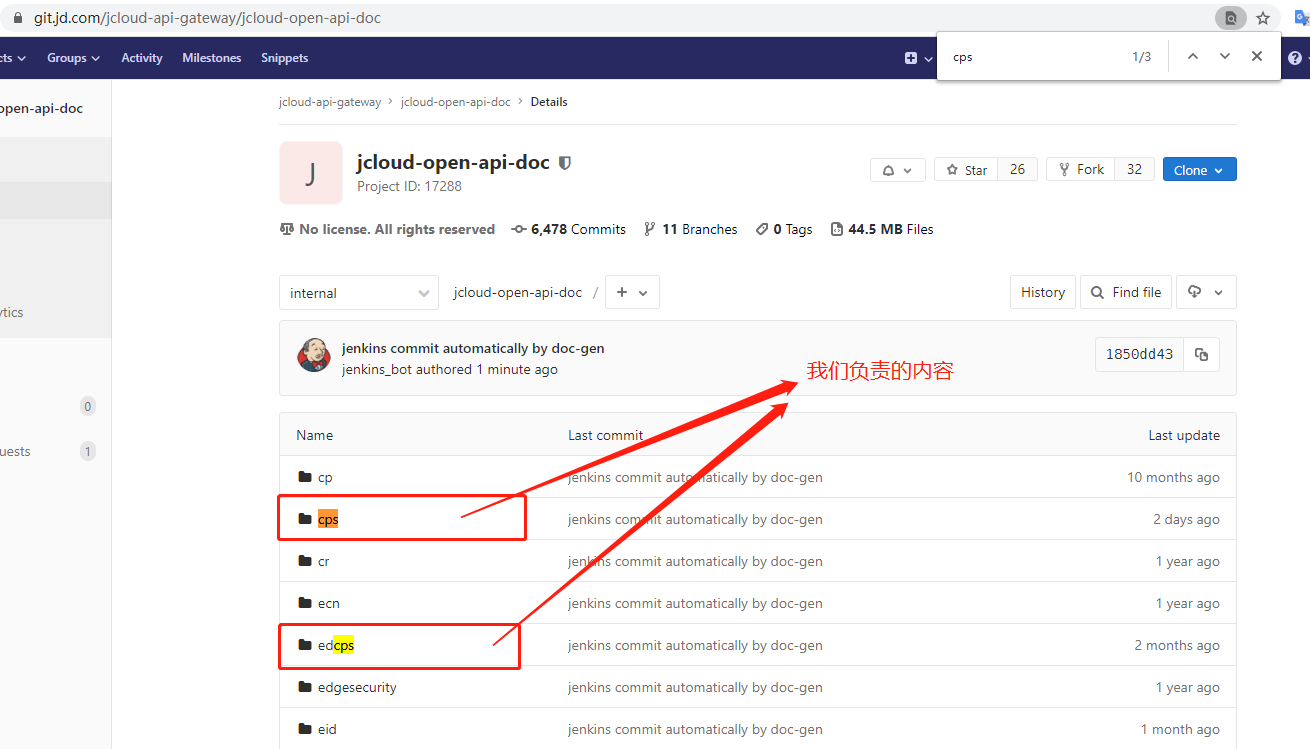 git.jd.com/jcloud-api-gateway/jcloud-open-api-doc
cts Groups Activity Milestones Snippets
cps 1/3
open-api-doc
jcloud-api-gateway > jcloud-open-api-doc > Details
J
jcloud-open-api-doc
Project ID: 17288
Star 26 Fork 32 Clone
No license. All rights reserved 6,478 Commits 11 Branches 0 Tags 44.5 MB Files
internal jcloud-open-api-doc / + History Find file
ytics
jenkins commit automatically by doc-gen
jenkins_bot authored 1 minute ago
1850dd43
我们负责的内容
0
uests 1
Name Last commit Last update
cp jenkins commit automatically by doc-gen 10 months ago
cps jenkins commit automatically by doc-gen 2 days ago
cr jenkins commit automatically by doc-gen 1 year ago
ecn jenkins commit automatically by doc-gen 1 year ago
edcps jenkins commit automatically by doc-gen 2 months ago
edgesecurity jenkins commit automatically by doc-gen 1 year ago
eid jenkins commit automatically by doc-gen 1 month ago